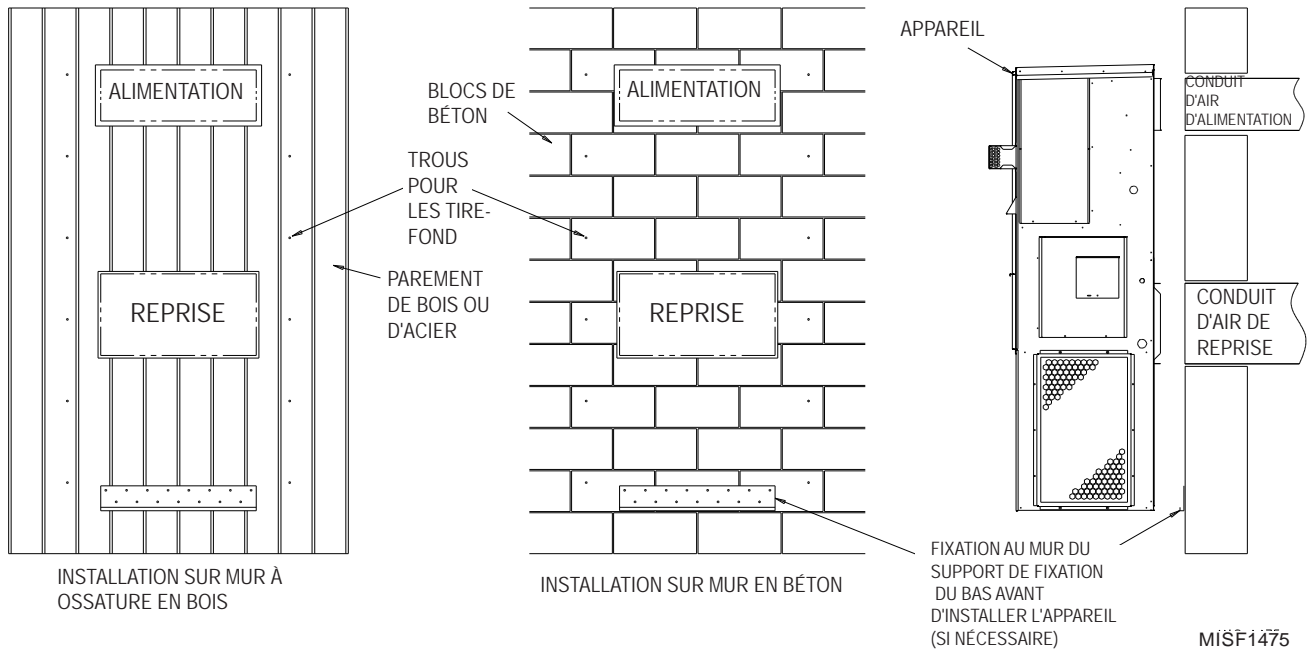 ALIMENTATION
REPRISE
INSTALLATION SUR MUR À
OSSATURE EN BOIS
BLOCS DE
BÉTON
TROUS
POUR
LES TIRE-
FOND
PAREMENT
DE BOIS OU
D'ACIER
ALIMENTATION
REPRISE
INSTALLATION SUR MUR EN BÉTON
APPAREIL
CONDUIT
D'AIR
D'ALIMENTATION
CONDUIT
D'AIR DE
REPRISE
FIXATION AU MUR DU
SUPPORT DE FIXATION
DU BAS AVANT
D'INSTALLER L'APPAREIL
(SI NÉCESSAIRE)
MISF1475